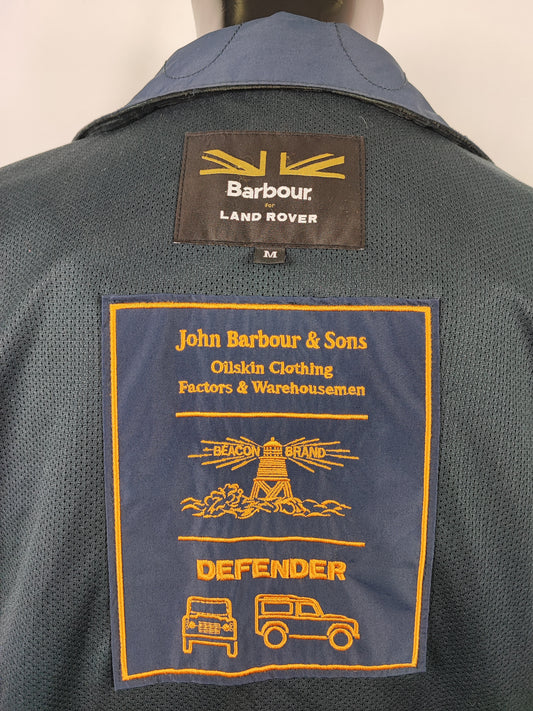 Barbour.
for
LAND ROVER
M
John Barbour & Sons
Oilskin Clothing
Factors & Warehousemen
BEACON BRAND
DEFENDER